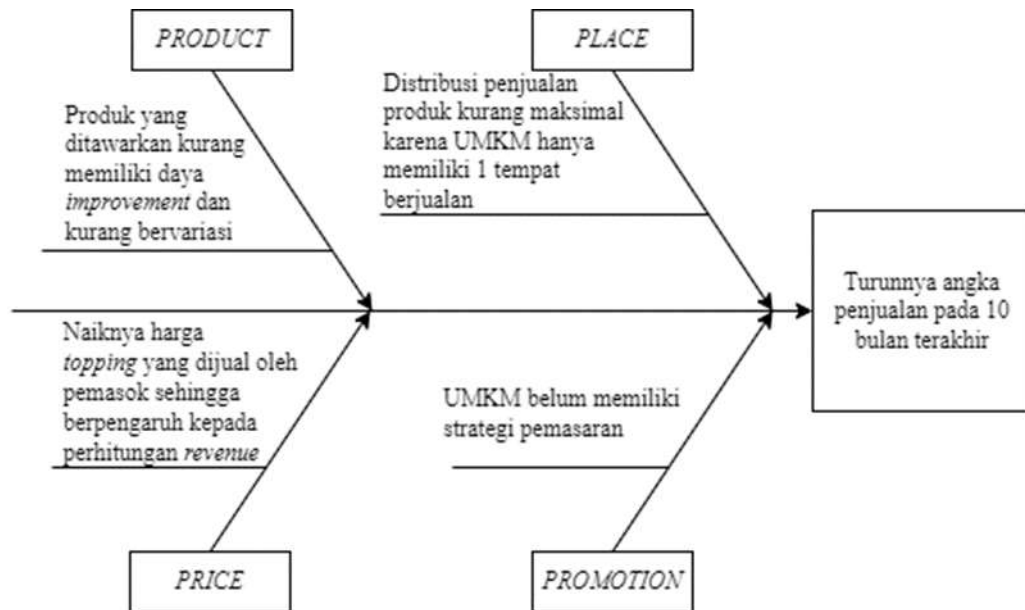 PRODUCT
Produk yang
ditawarkan kurang
memiliki daya
improvement dan
kurang bervariasi
PLACE
Distribusi penjualan
produk kurang maksimal
karena UMKM hanya
memiliki 1 tempat
berjualan
Naiknya harga
topping yang dijual oleh
pemasok sehingga
berpengaruh kepada
perhitungan revenue
PRICE
UMKM belum memiliki
strategi pemasaran
PROMOTION
Turunnya angka
penjualan pada 10
bulan terakhir